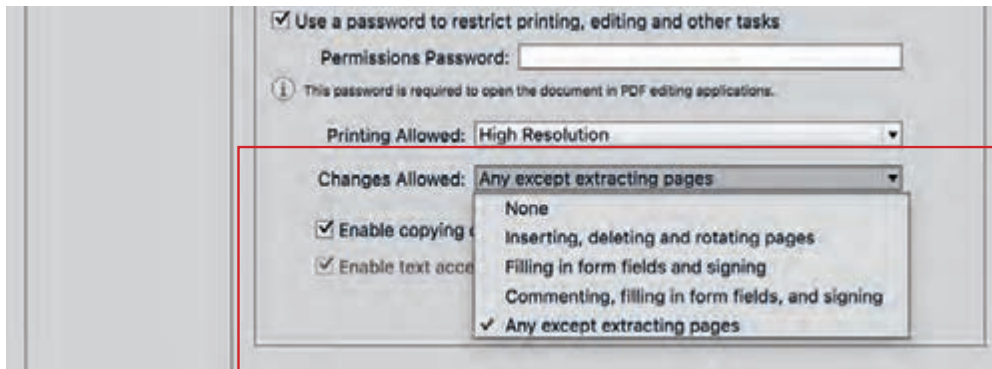 Use a password to restrict printing, editing and other tasks
Permissions Password:
This password is required to open the document in PDF editing applications.
Printing Allowed: High Resolution
Changes Allowed: Any except extracting pages
None
Enable copying
Inserting, deleting and rotating pages
Enable text acce
Filling in form fields and signing
Commenting, filling in form fields, and signing
Any except extracting pages